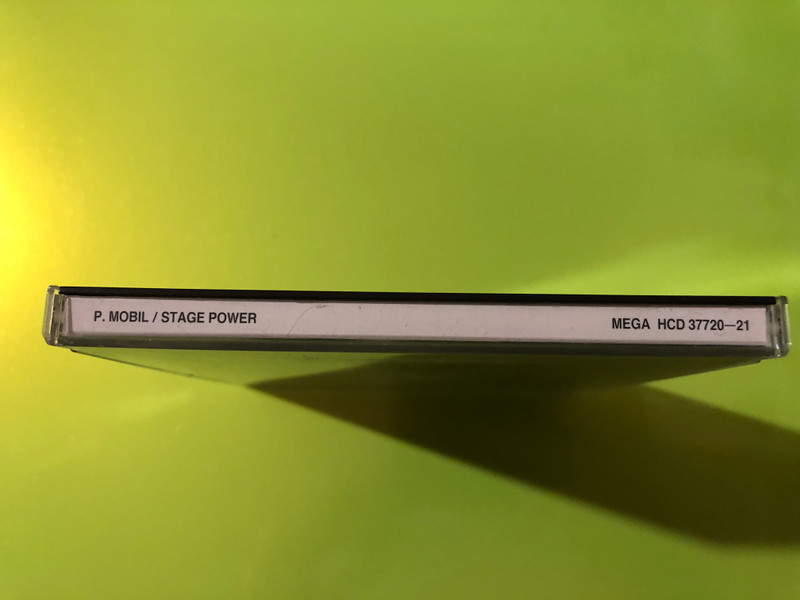 P. MOBIL / STAGE POWER
MEGA HCD 37720—21